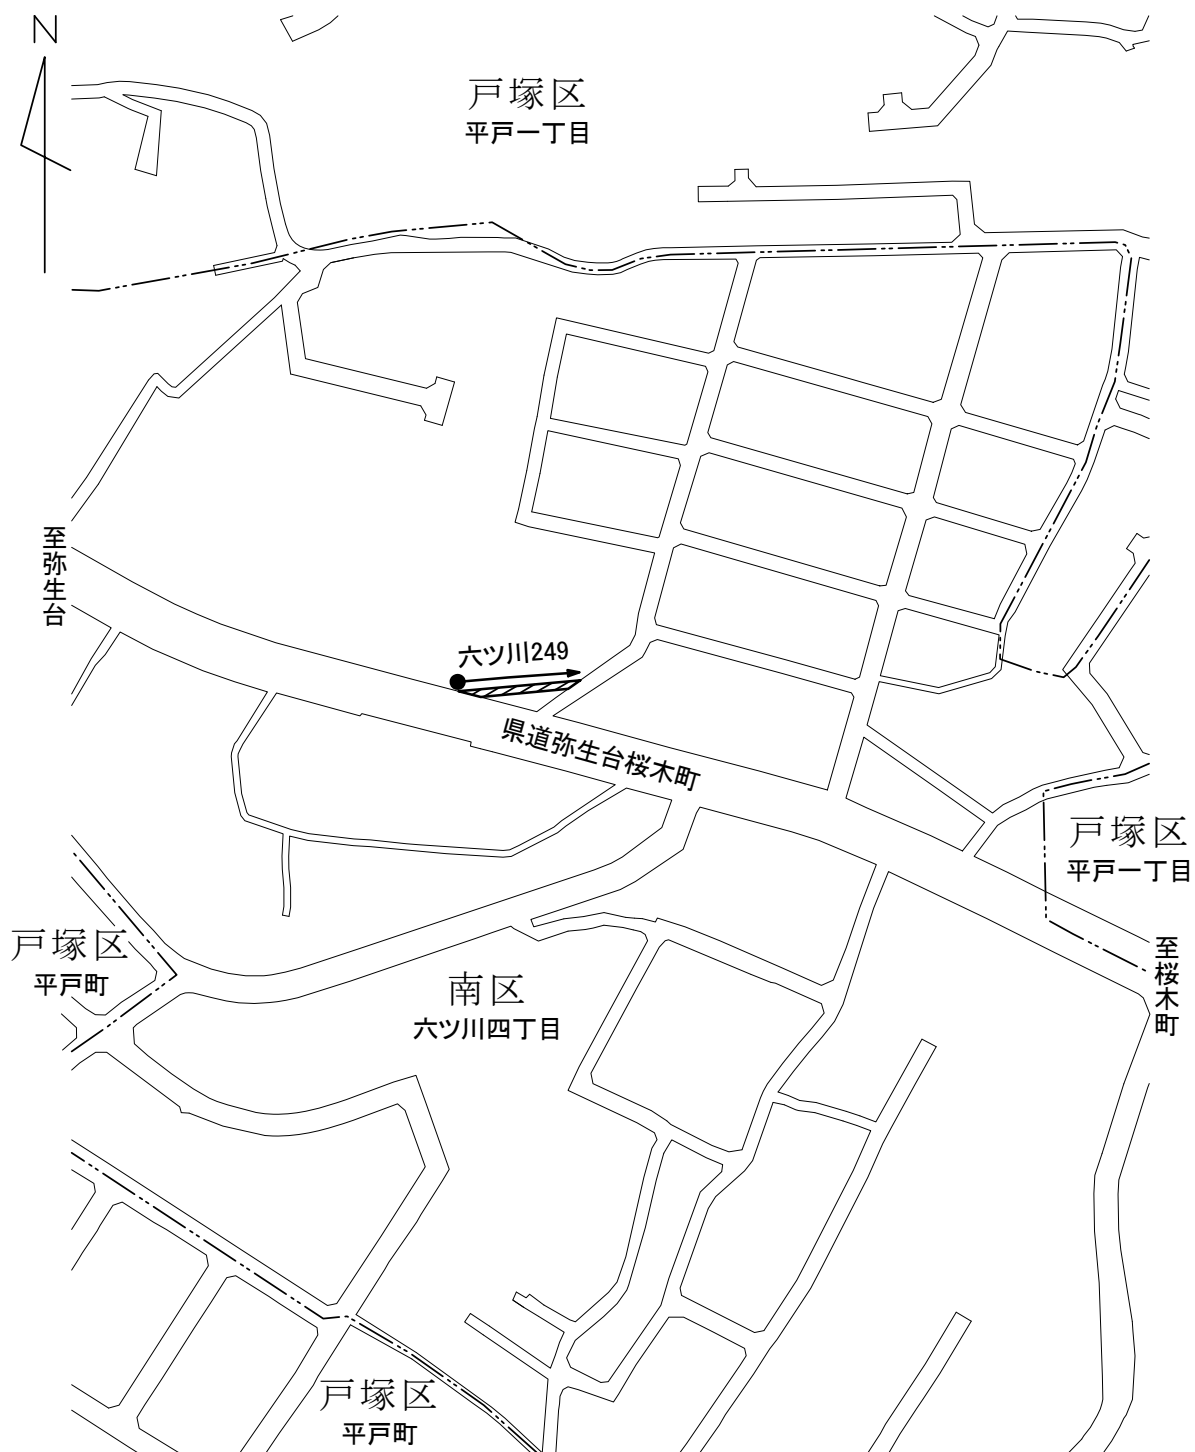 N
戸塚区
平戸一丁目
至弥生台
六ツ川249
県道弥生台桜木町
戸塚区
平戸一丁目
戸塚区
平戸町
至桜木町
南区
六ツ川四丁目
戸塚区
平戸町